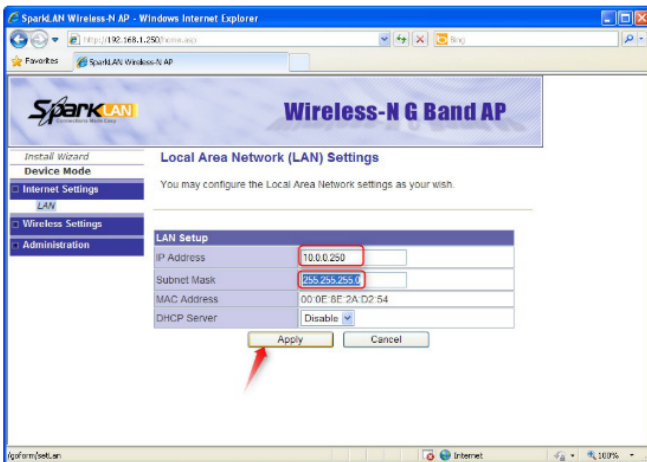 SparkLAN Wireless-N AP - Windows Internet Explorer
http://192.168.1.250/home.asp
Bing
Favorites
SparkLAN Wireless-N AP
SparkLAN
Connections Made Easy
Wireless-N G Band AP
Install Wizard
Device Mode
Internet Settings
LAN
Wireless Settings
Administration
Local Area Network (LAN) Settings
You may configure the Local Area Network settings as your wish.
LAN Setup
IP Address 10.0.0.250
Subnet Mask 255.255.255.0
MAC Address 00:0E:8E:2A:D2:54
DHCP Server Disable
Apply Cancel
/goform/setLan
Internet
100%